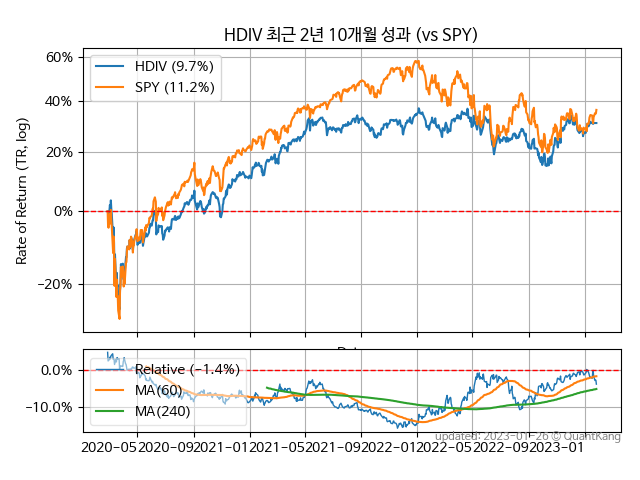 HDIV 최근 2년 10개월 성과 (vs SPY)
60%
40%
20%
0%
−20%
Rate of Return (TR, log)
HDIV (9.7%)
SPY (11.2%)
0.0%
−10.0%
Relative (−1.4%)
MA(60)
MA(240)
2020−05
2020−09
2021−01
2021−05
2021−09
2022−01
2022−05
2022−09
2023−01
updated: 2023−01−26 © QuantKang